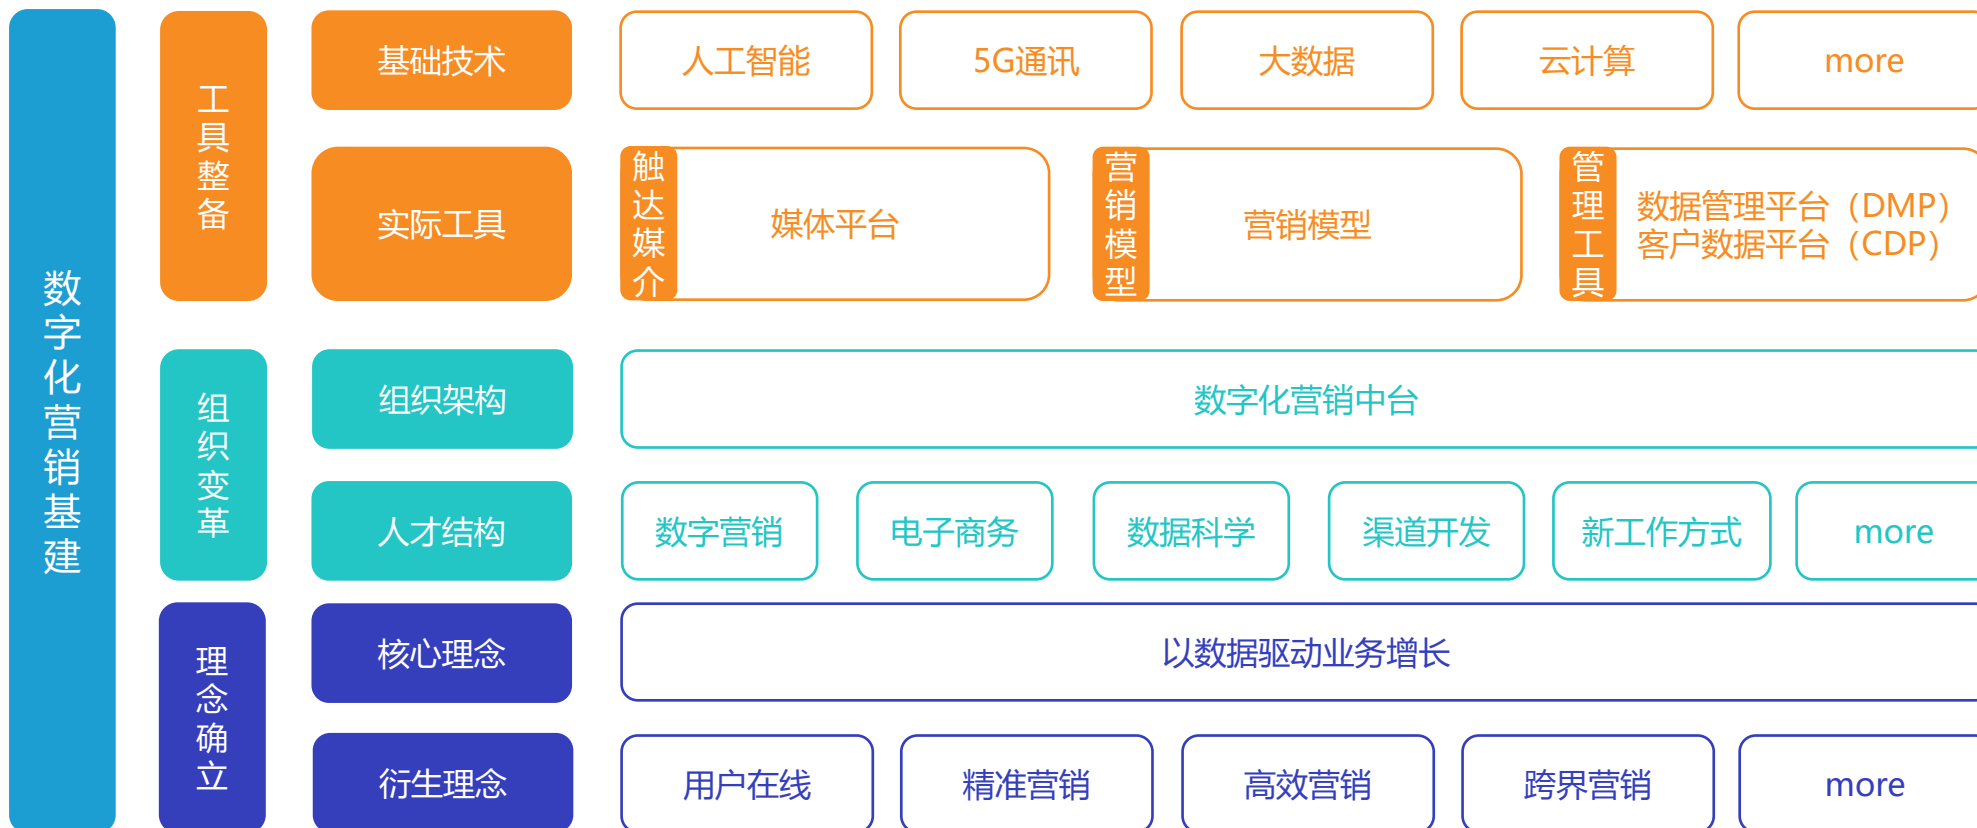 数字化营销基建
工具整备
基础技术
人工智能
5G通讯
大数据
云计算
more
实际工具
触达媒介
媒体平台
营销模型
营销模型
管理工具
数据管理平台（DMP）
客户数据平台（CDP）
组织变革
组织架构
数字化营销中台
人才结构
数字营销
电子商务
数据科学
渠道开发
新工作方式
more
理念确立
核心理念
以数据驱动业务增长
衍生理念
用户在线
精准营销
高效营销
跨界营销
more